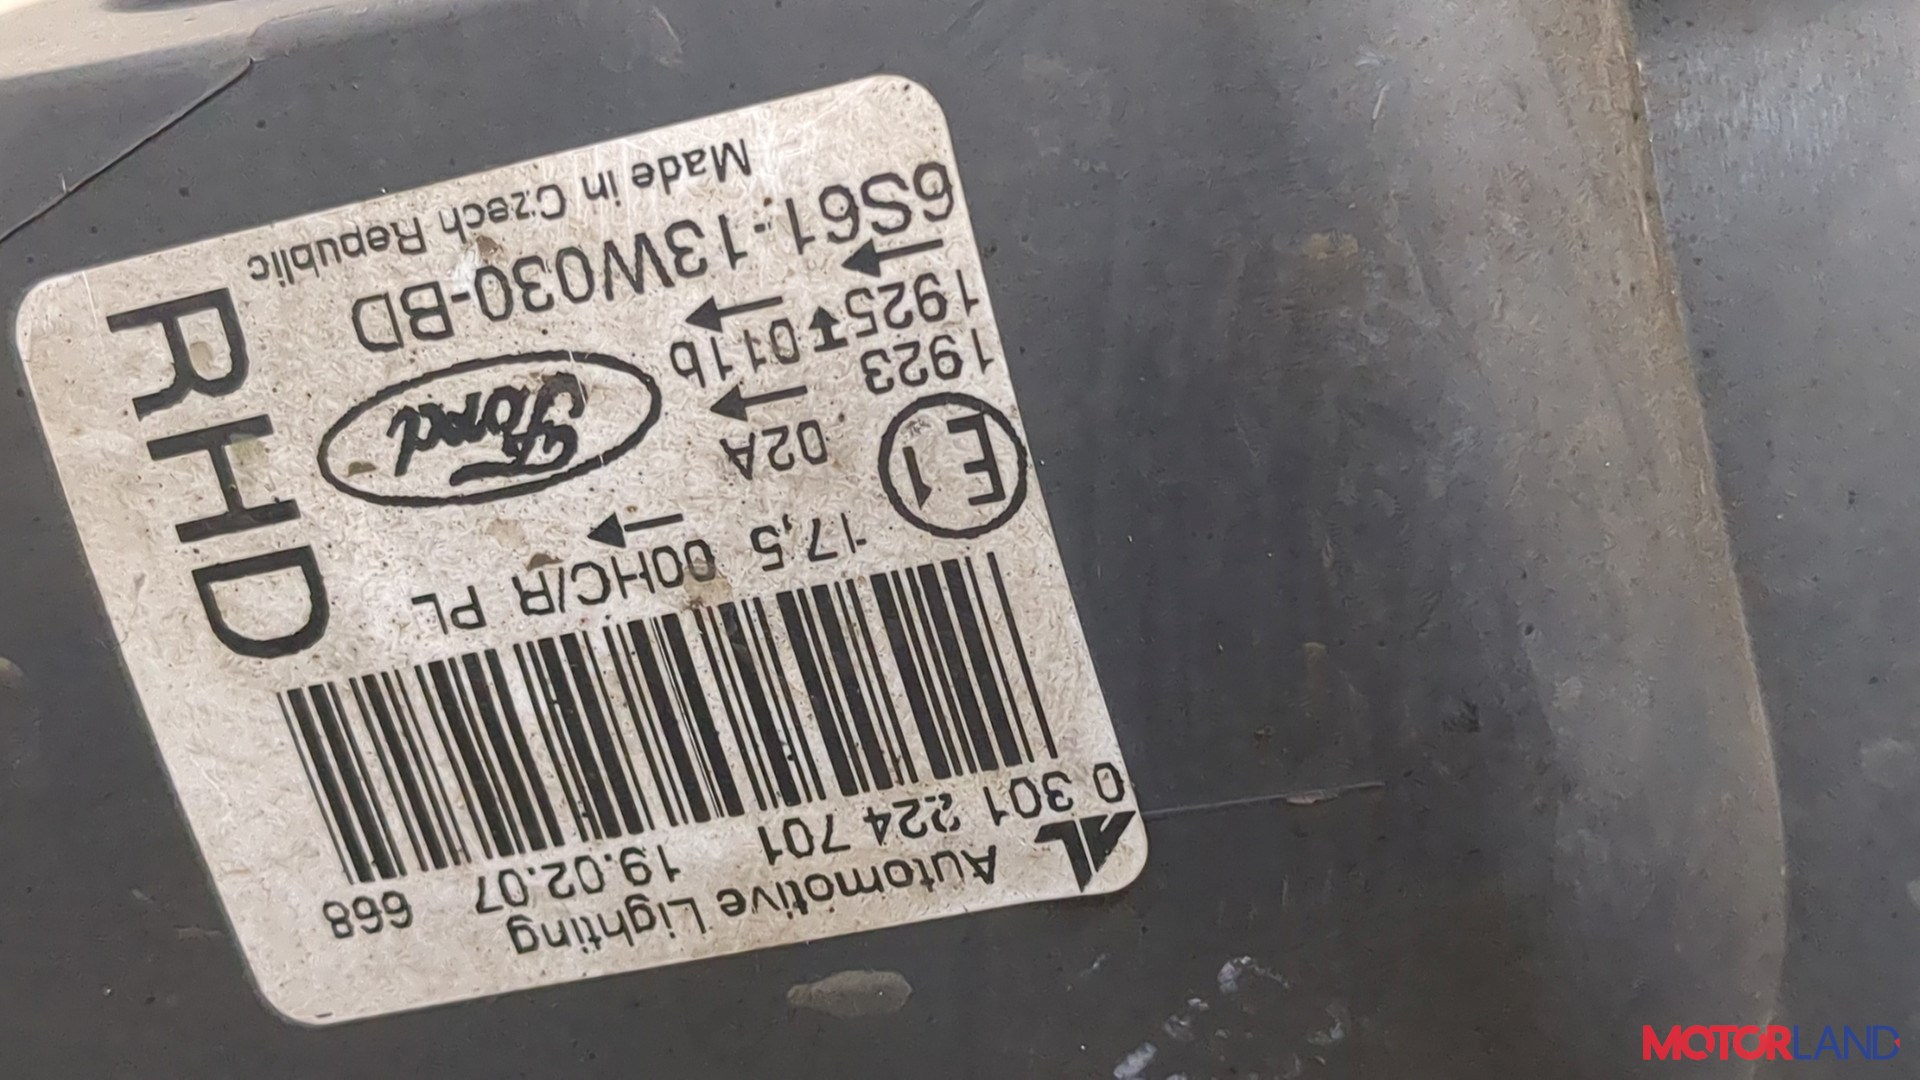 Automotive Lighting
0 301 224 701 19.02.07 668
17,5 00HC/R PL
E1 02A
1923
1925 011b
6S61-13W030-BD
Made in Czech Republic
Ford
RHD
MOTORLAND